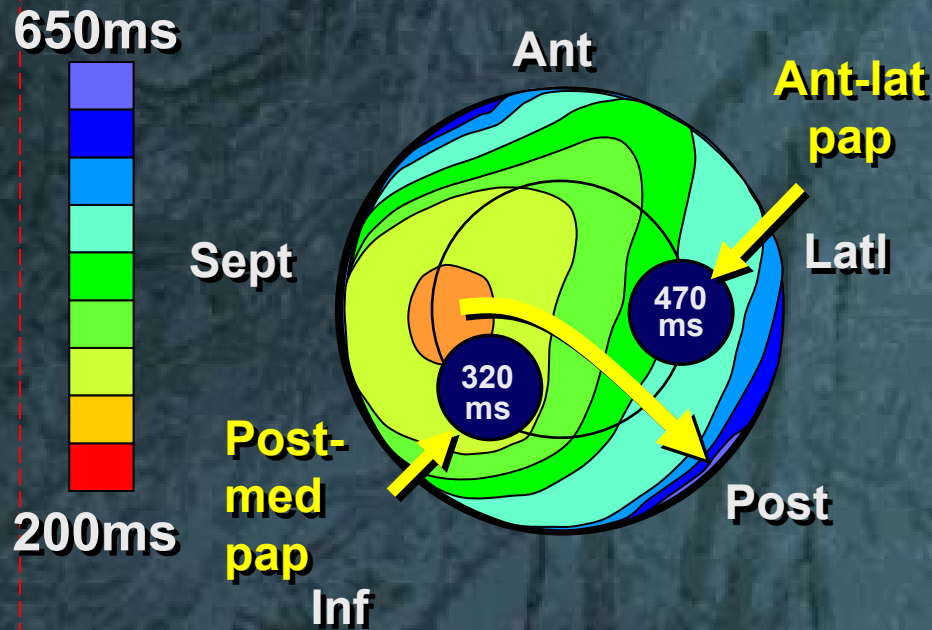 650ms
Ant
Ant-lat
pap
Sept
Latl
470
ms
320
ms
Post-
med
pap
Post
200ms
Inf